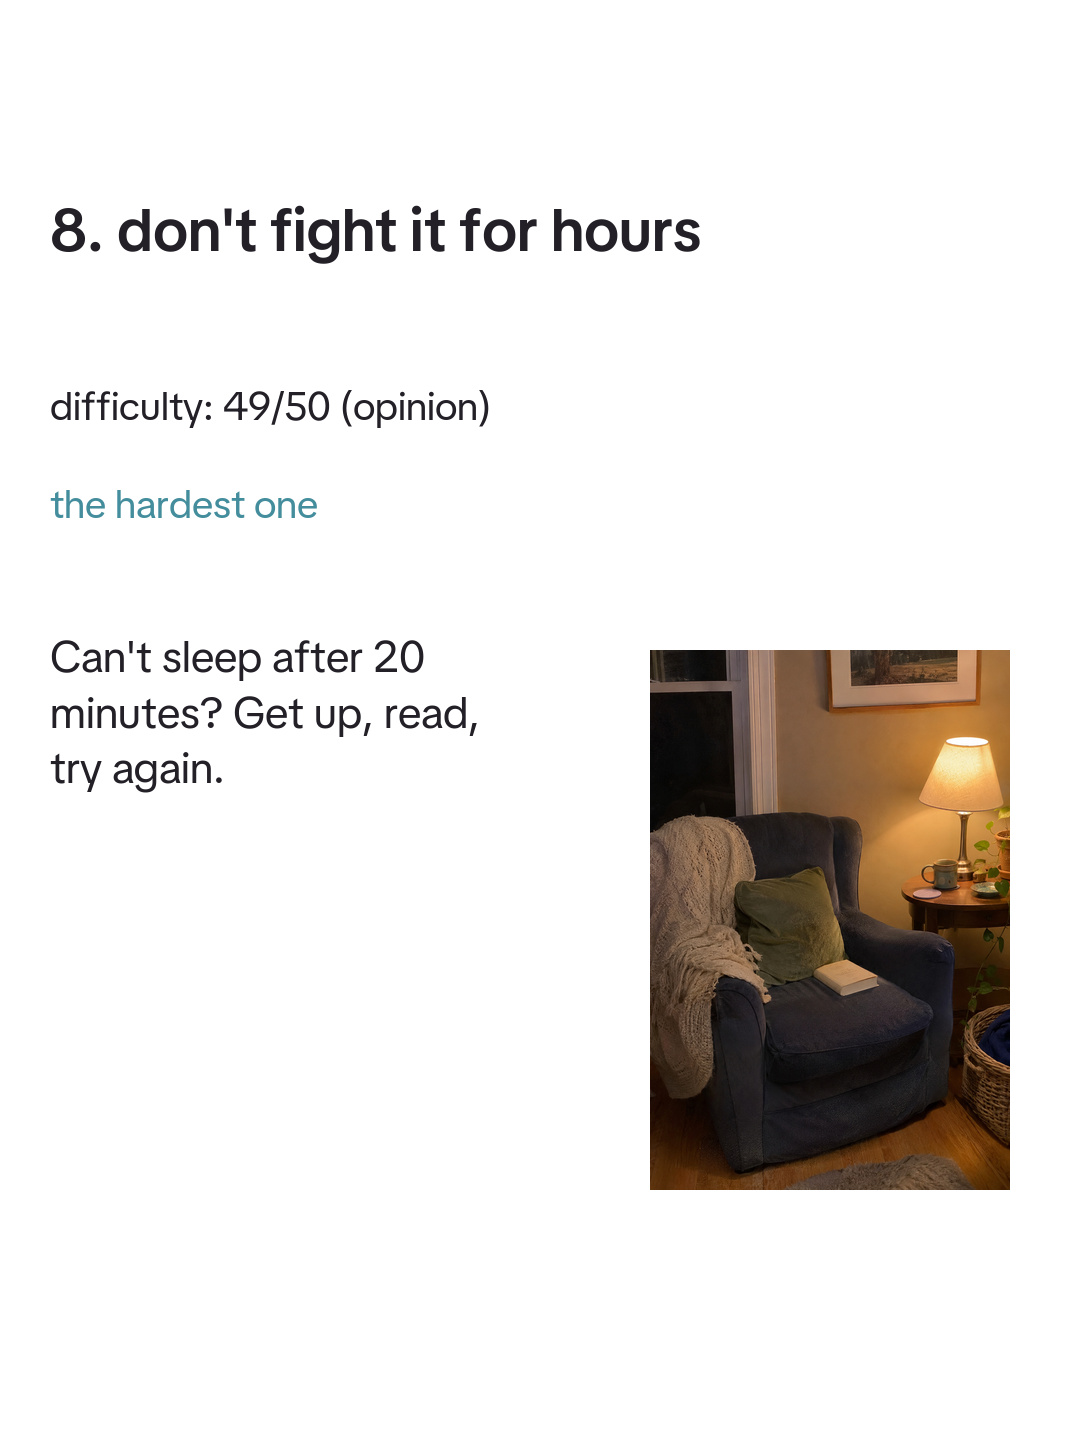 8. don't fight it for hours
difficulty: 49/50 (opinion)
the hardest one
Can't sleep after 20
minutes? Get up, read,
try again.